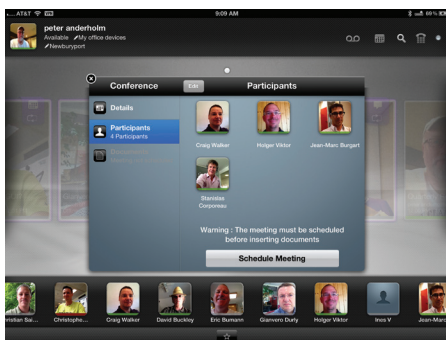 AT&T
9:09 AM
69%
peter anderholm
Available My office devices
Newburyport
Conference
Edit
Participants
Details
Participants
4 Participants
Craig Walker
Holger Viktor
Jean-Marc Burgart
Stanislas
Corporeau
Warning : The meeting must be scheduled
before inserting documents
Schedule Meeting
Christophe...
Craig Walker
David Buckley
Eric Bumann
Gianvero Durly
Holger Viktor
Ines V
Jean-Mar